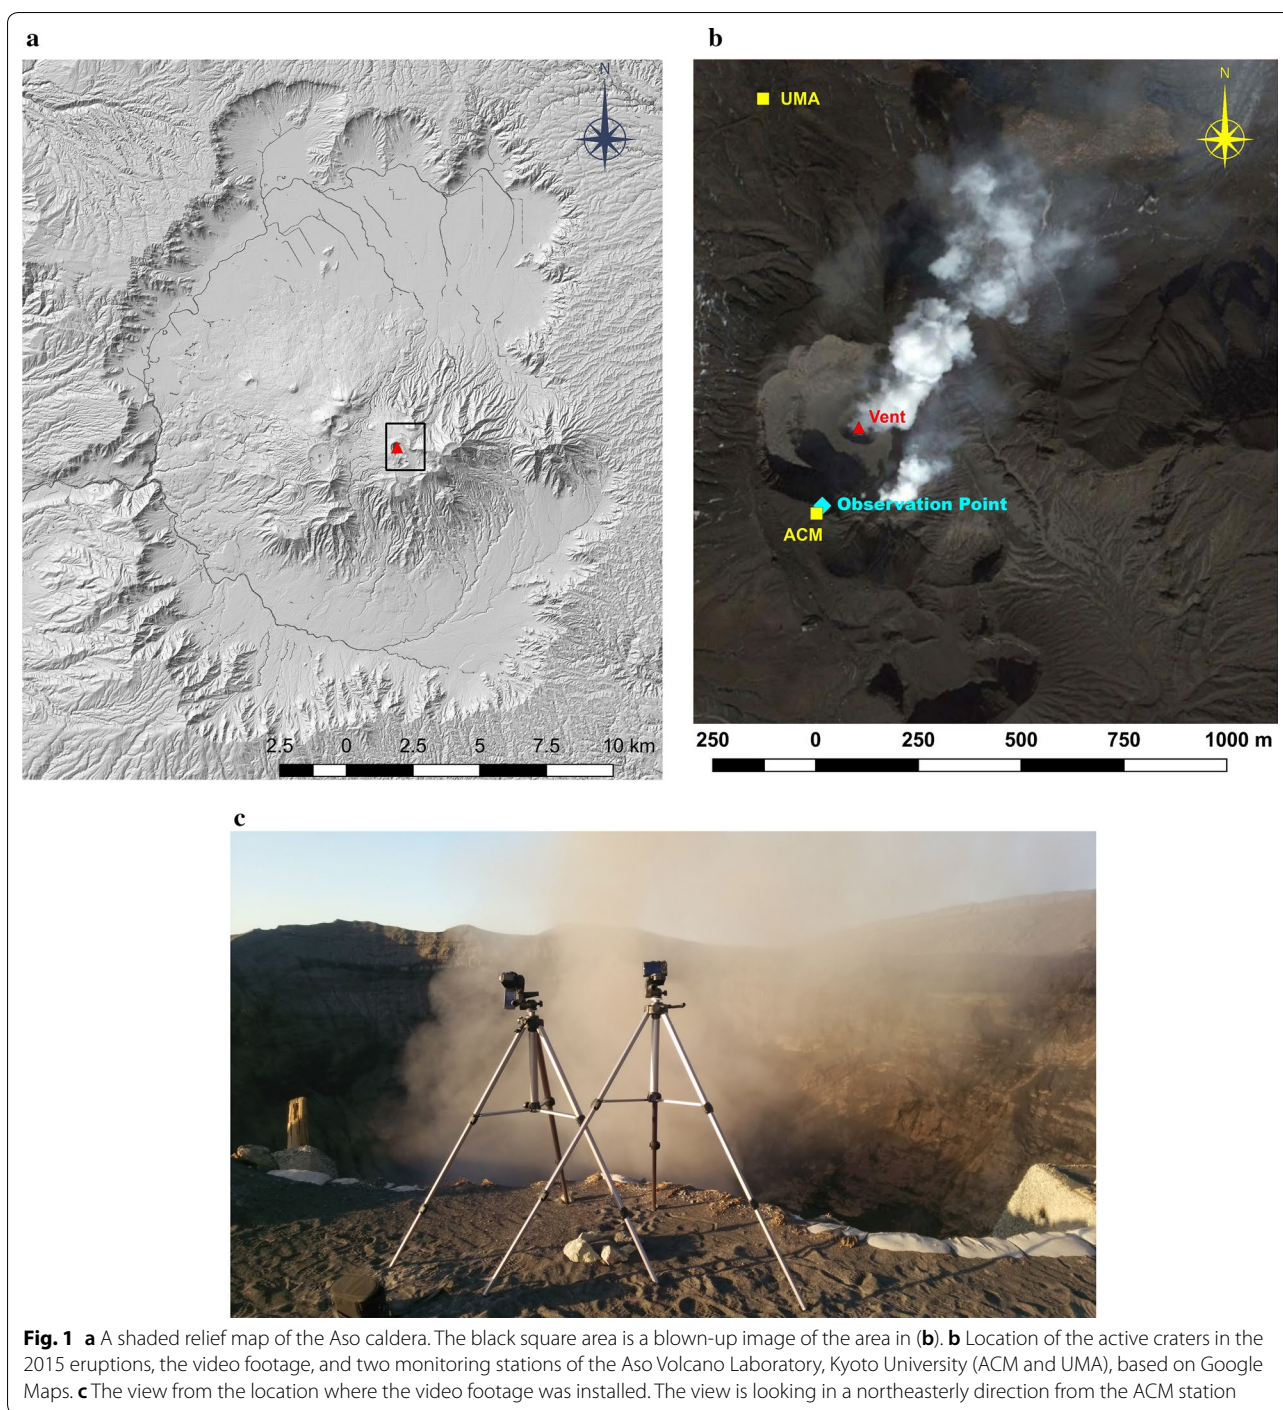 a
N
2.5 0 2.5 5 7.5 10 km
b
UMA
N
Vent
Observation Point
ACM
250 0 250 500 750 1000 m
c
Fig. 1 a A shaded relief map of the Aso caldera. The black square area is a blown-up image of the area in (b). b Location of the active craters in the
2015 eruptions, the video footage, and two monitoring stations of the Aso Volcano Laboratory, Kyoto University (ACM and UMA), based on Google
Maps. c The view from the location where the video footage was installed. The view is looking in a northeasterly direction from the ACM station